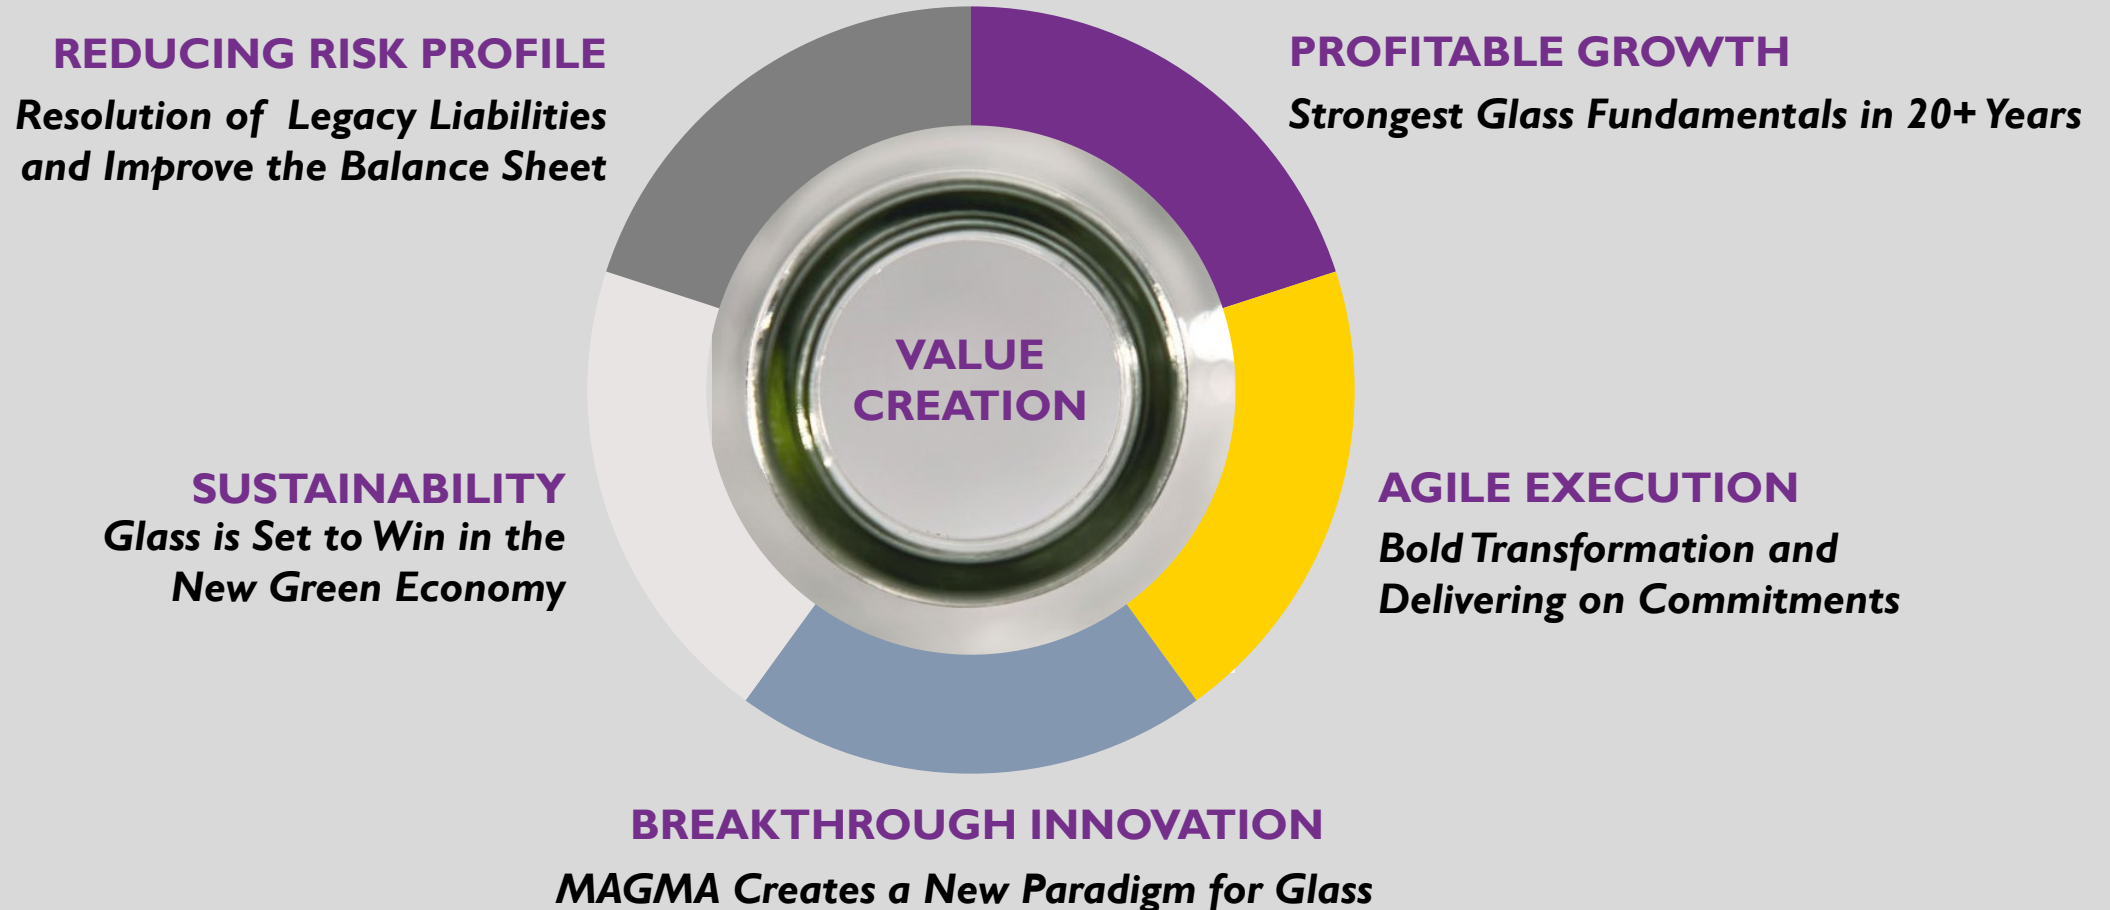 REDUCING RISK PROFILE
Resolution of Legacy Liabilities
and Improve the Balance Sheet
PROFITABLE GROWTH
Strongest Glass Fundamentals in 20+ Years
VALUE
CREATION
SUSTAINABILITY
Glass is Set to Win in the
New Green Economy
AGILE EXECUTION
Bold Transformation and
Delivering on Commitments
BREAKTHROUGH INNOVATION
MAGMA Creates a New Paradigm for Glass